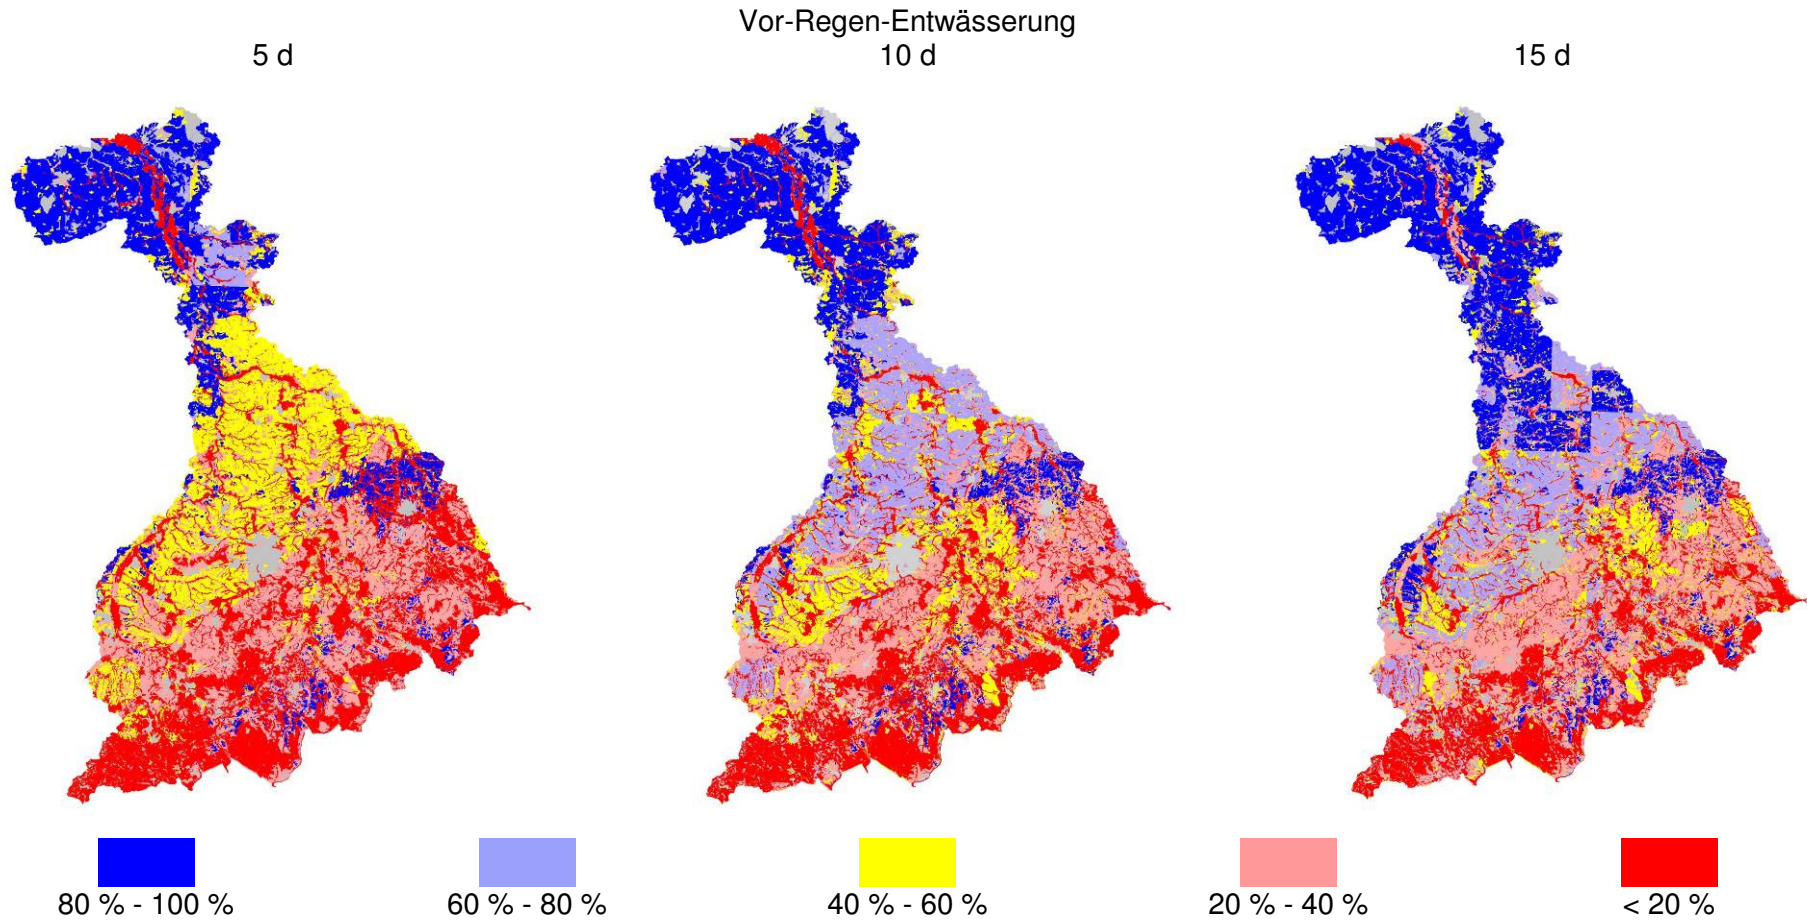 Vor-Regen-Entwässerung
5 d
10 d
15 d
80 % - 100 %
60 % - 80 %
40 % - 60 %
20 % - 40 %
< 20 %